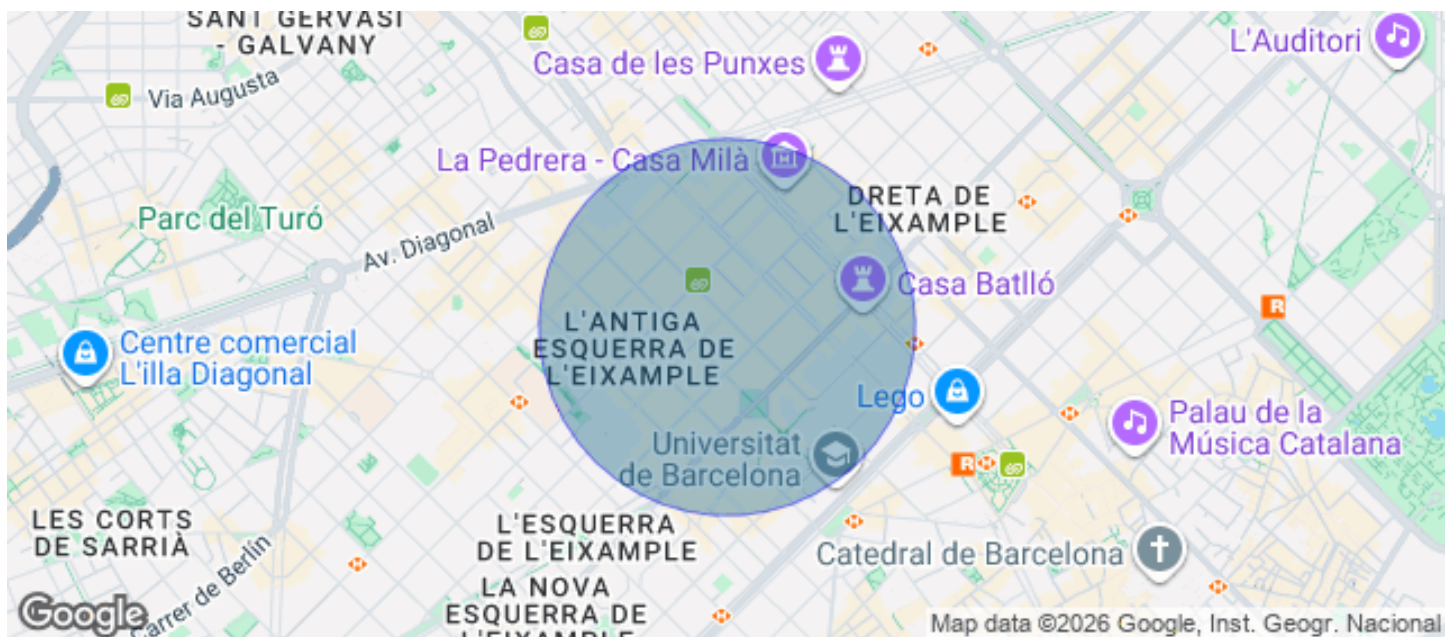 SANT GERVASI
- GALVANY
L'Auditori
Casa de les Punxes
Via Augusta
La Pedrera - Casa Milà
DRETA DE
L'EIXAMPLE
Parc del Turó
Av. Diagonal
Casa Batlló
L'ANTIGA
ESQUERRA DE
L'EIXAMPLE
Centre comercial
L'illa Diagonal
R
Lego
Palau de la
Música Catalana
Universitat
de Barcelona
R
LES CORTS
DE SARRIÀ
L'ESQUERRA
DE L'EIXAMPLE
Catedral de Barcelona
Carrer de Berlín
LA NOVA
ESQUERRA DE
L'EIXAMPLE
Google
Map data ©2026 Google, Inst. Geogr. Nacional